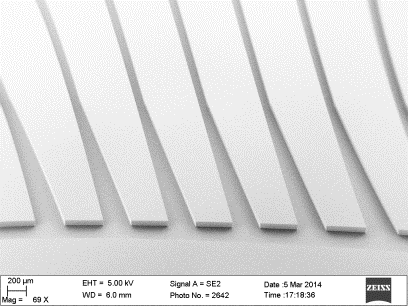 200 µm
Mag = 69 X
EHT = 5.00 kV
WD = 6.0 mm
Signal A = SE2
Photo No. = 2642
Date :5 Mar 2014
Time :17:18:36
ZEISS